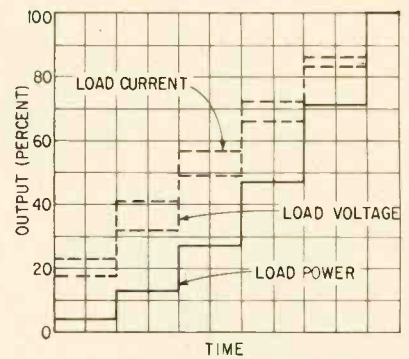 100
80
60
40
20
0
OUTPUT (PERCENT)
LOAD CURRENT
LOAD VOLTAGE
LOAD POWER
TIME